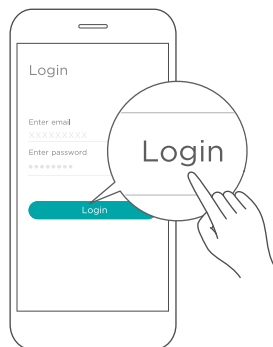 Login
Enter email
XXXXXXXXX
Enter password
********
Login
Login